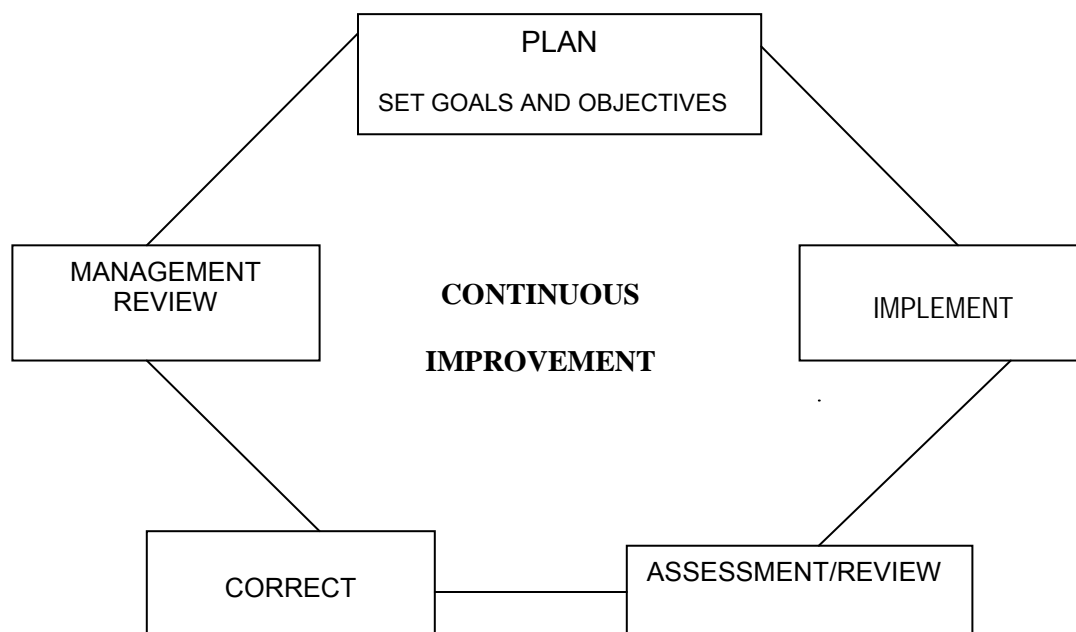 PLAN
SET GOALS AND OBJECTIVES
MANAGEMENT
REVIEW
CONTINUOUS
IMPROVEMENT
IMPLEMENT
CORRECT
ASSESSMENT/REVIEW